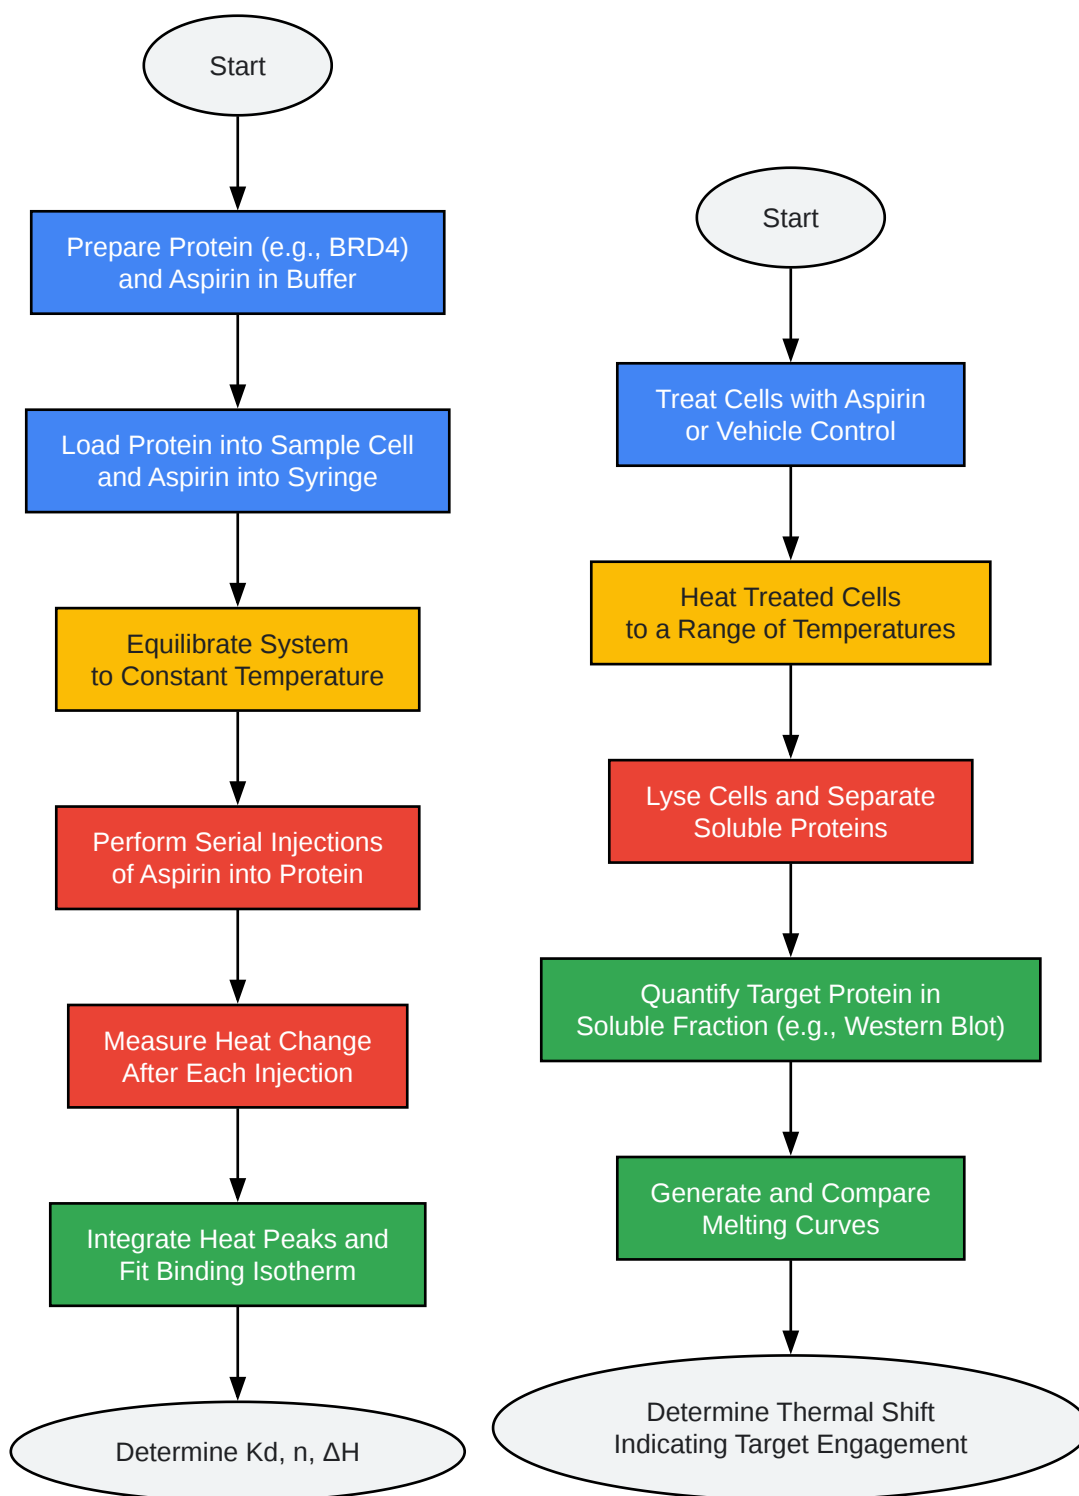 Start
Prepare Protein (e.g., BRD4)
and Aspirin in Buffer
Load Protein into Sample Cell
and Aspirin into Syringe
Equilibrate System
to Constant Temperature
Perform Serial Injections
of Aspirin into Protein
Measure Heat Change
After Each Injection
Integrate Heat Peaks and
Fit Binding Isotherm
Determine Kd, n, ΔH
Start
Treat Cells with Aspirin
or Vehicle Control
Heat Treated Cells
to a Range of Temperatures
Lyse Cells and Separate
Soluble Proteins
Quantify Target Protein in
Soluble Fraction (e.g., Western Blot)
Generate and Compare
Melting Curves
Determine Thermal Shift
Indicating Target Engagement